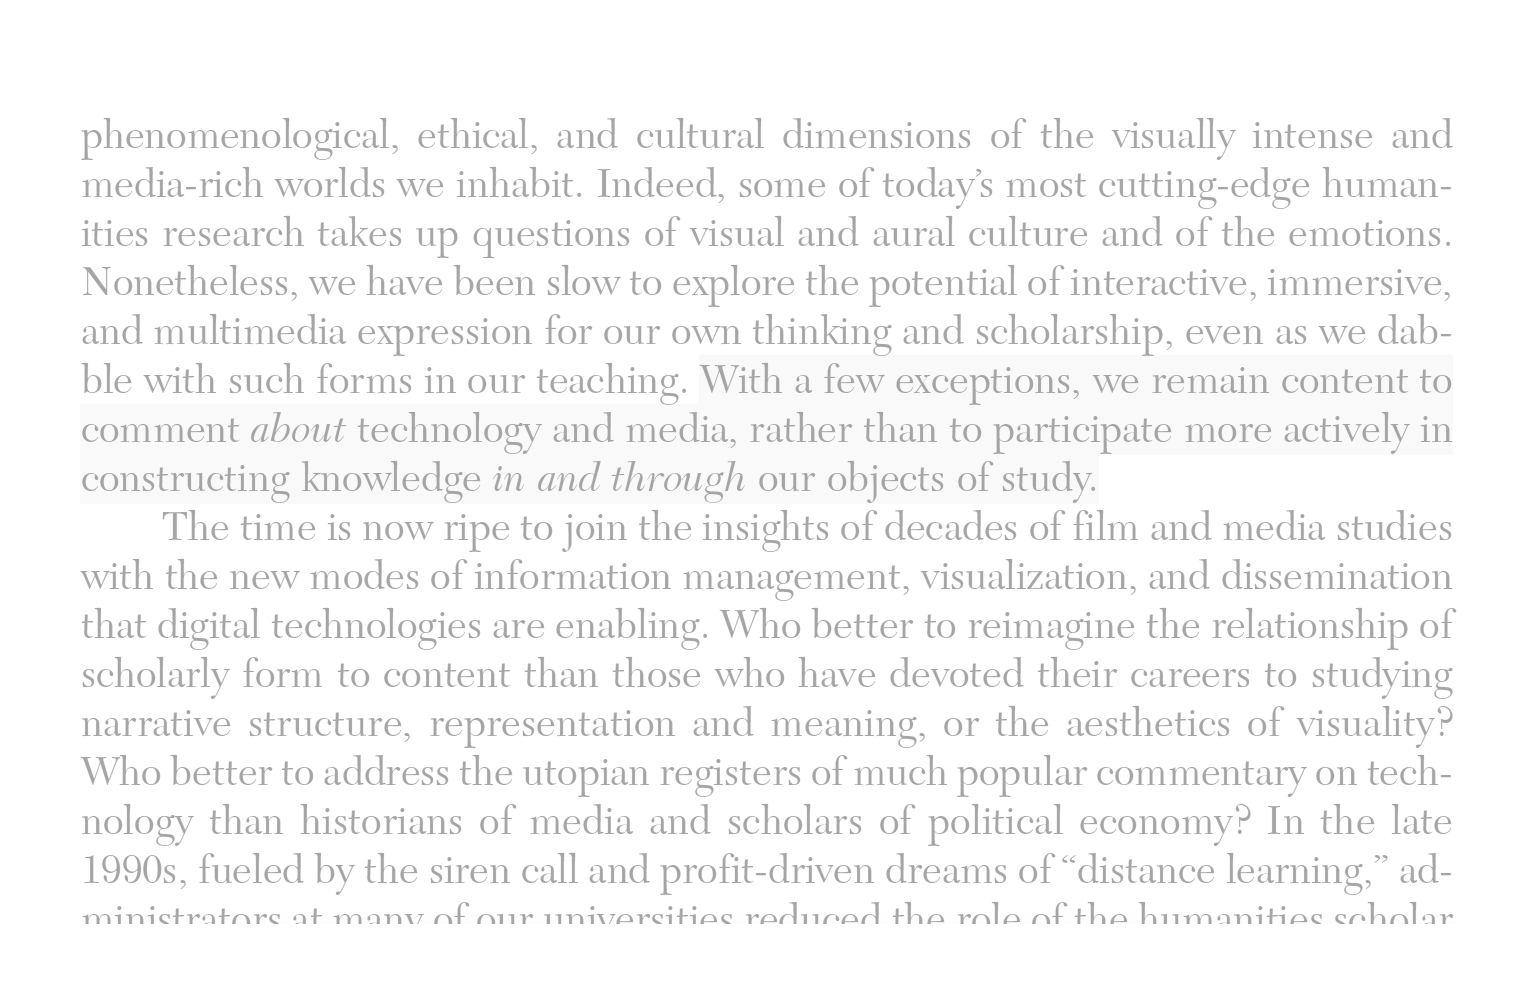 phenomenological, ethical, and cultural dimensions of the visually intense and
media-rich worlds we inhabit. Indeed, some of today’s most cutting-edge human-
ities research takes up questions of visual and aural culture and of the emotions.
Nonetheless, we have been slow to explore the potential of interactive, immersive,
and multimedia expression for our own thinking and scholarship, even as we dab-
ble with such forms in our teaching. With a few exceptions, we remain content to
comment about technology and media, rather than to participate more actively in
constructing knowledge in and through our objects of study.
The time is now ripe to join the insights of decades of film and media studies
with the new modes of information management, visualization, and dissemination
that digital technologies are enabling. Who better to reimagine the relationship of
scholarly form to content than those who have devoted their careers to studying
narrative structure, representation and meaning, or the aesthetics of visuality?
Who better to address the utopian registers of much popular commentary on tech-
nology than historians of media and scholars of political economy? In the late
1990s, fueled by the siren call and profit-driven dreams of “distance learning,” ad-
ministrators at many of our universities reduced the role of the humanities scholar